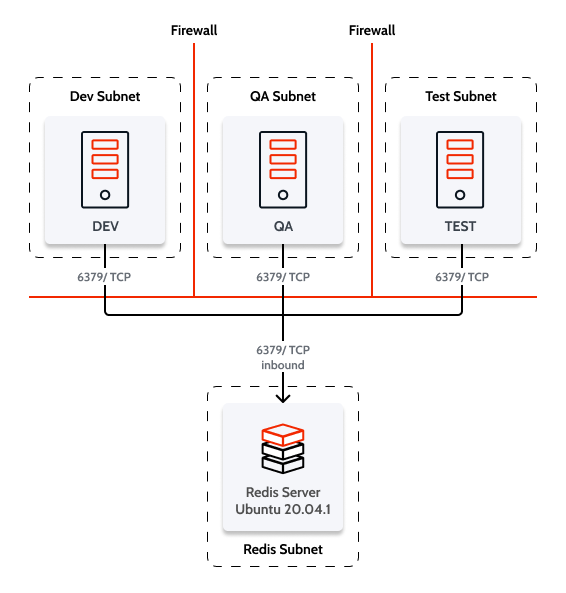 Firewall
Firewall
Dev Subnet
QA Subnet
Test Subnet
DEV
QA
TEST
6379/ TCP
6379/ TCP
6379/ TCP
6379/ TCP
inbound
Redis Server
Ubuntu 20.04.1
Redis Subnet